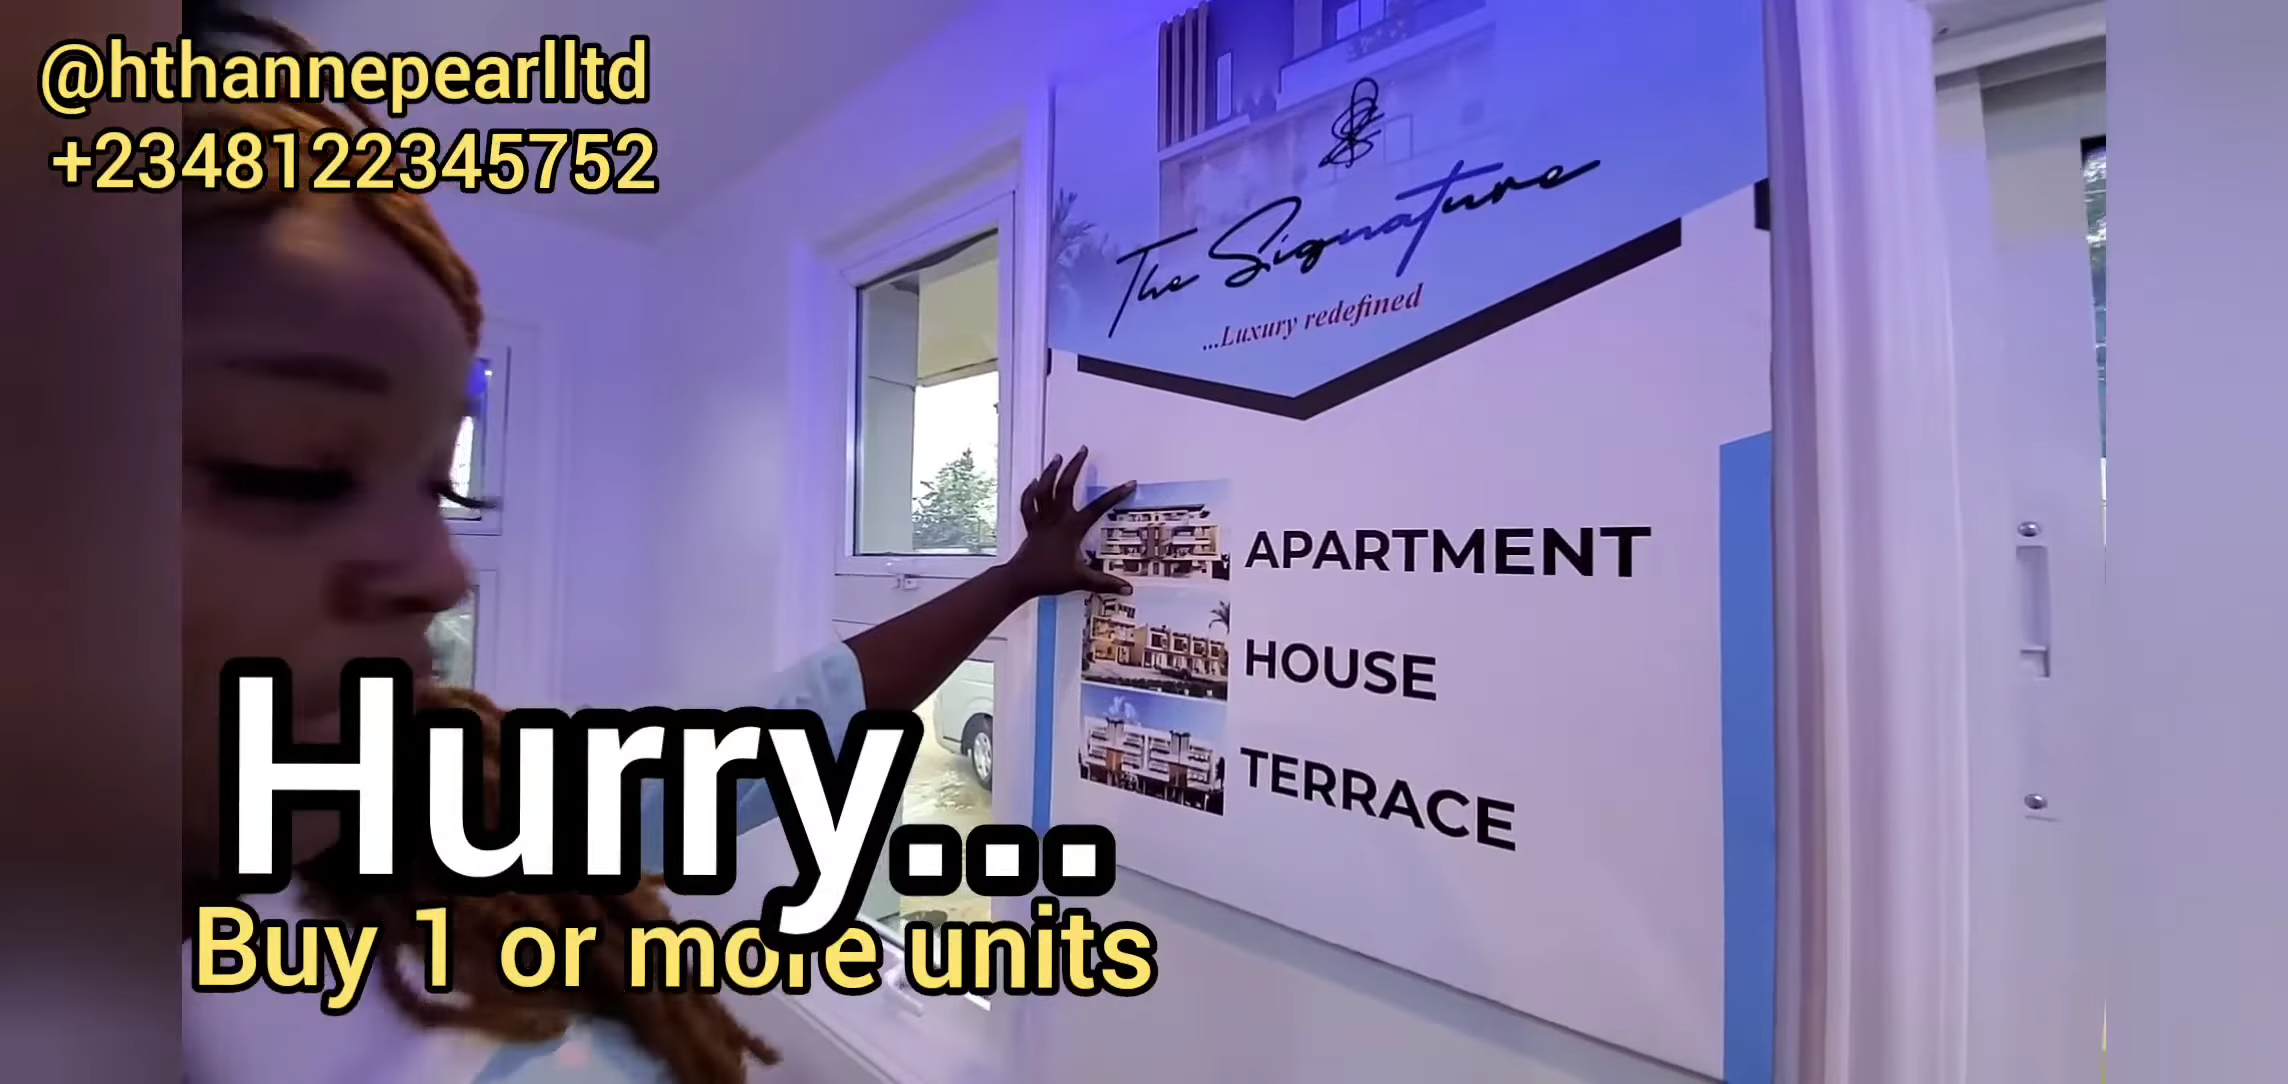 @hthannepearlltd
+2348122345752
The Signature
...Luxury redefined
APARTMENT
HOUSE
TERRACE
Hurry...
Buy 1 or more units